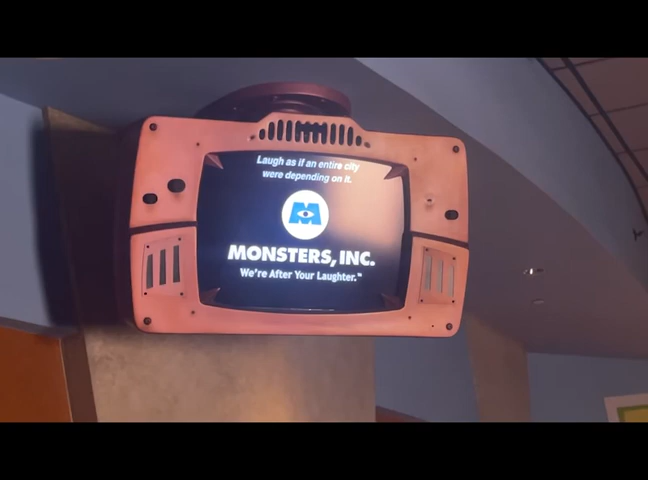 Laugh as if an entire city
were depending on it.
M
MONSTERS, INC.
We're After Your Laughter.™